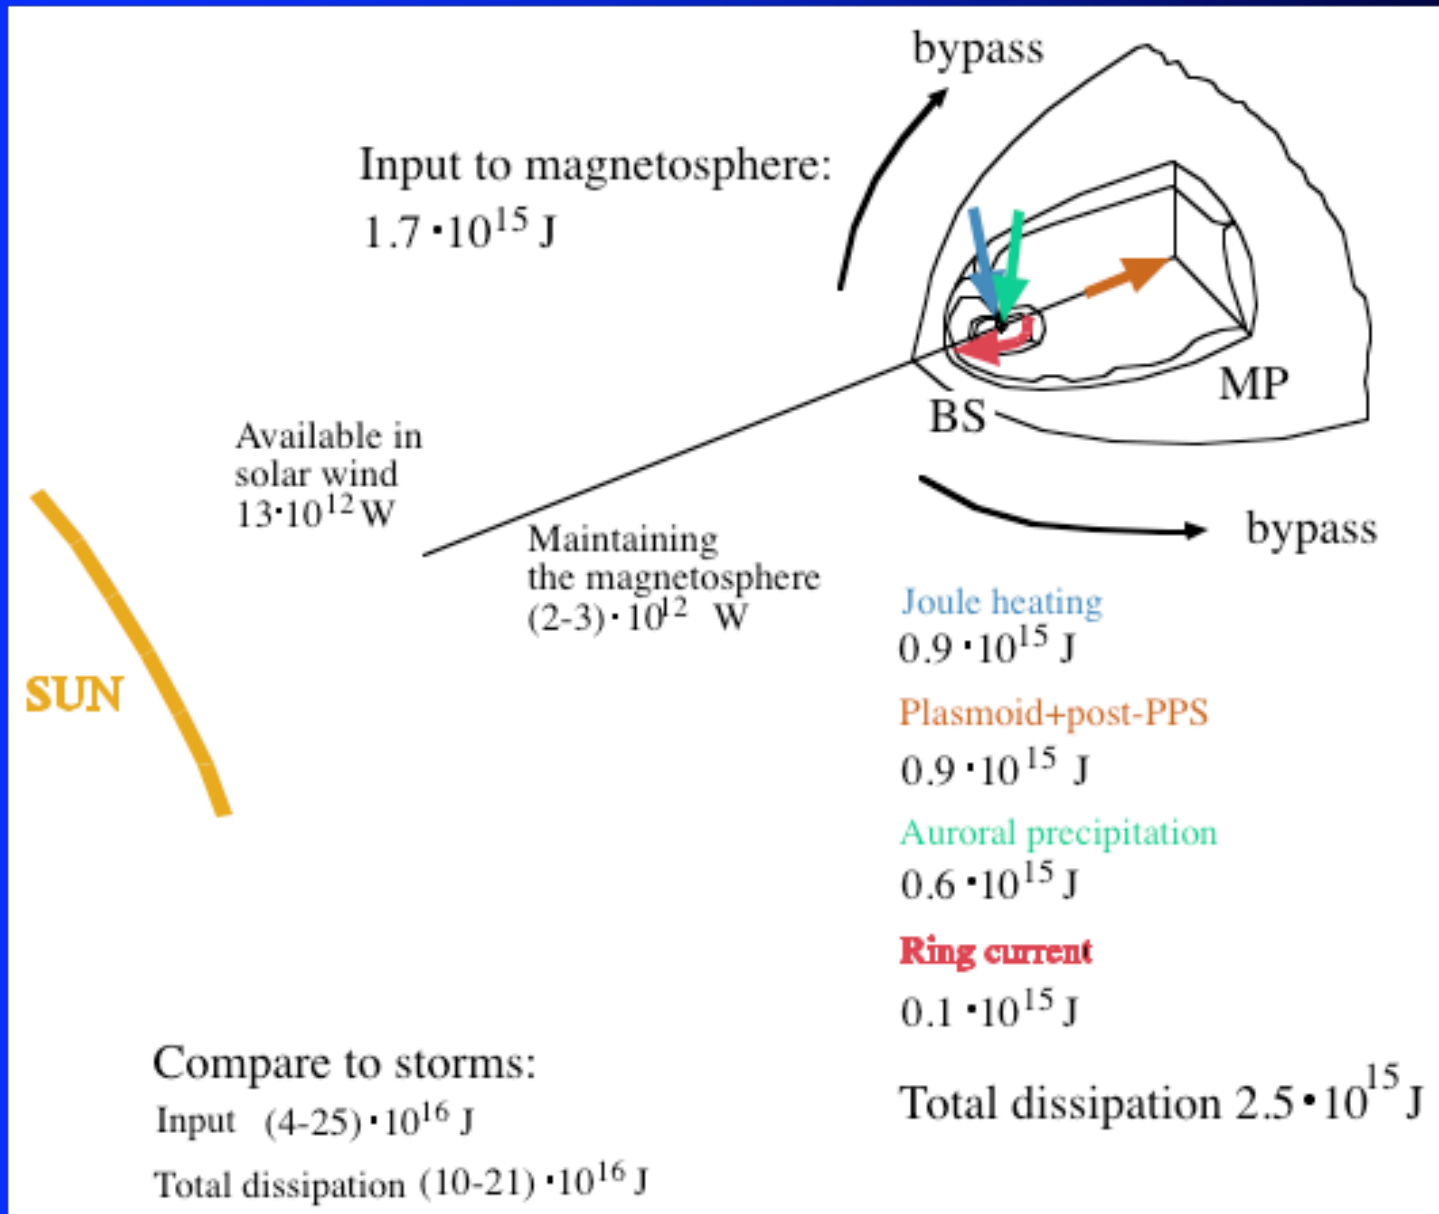 bypass
Input to magnetosphere:
1.7 •10¹⁵ J
MP
BS
Available in
solar wind
13•10¹² W
Maintaining
the magnetosphere
(2-3) • 10¹² W
bypass
SUN
Joule heating
0.9 •10¹⁵ J
Plasmoid+post-PPS
0.9 •10¹⁵ J
Auroral precipitation
0.6 •10¹⁵ J
Ring current
0.1 •10¹⁵ J
Total dissipation 2.5•10¹⁵ J
Compare to storms:
Input (4-25) •10¹⁶ J
Total dissipation (10-21) •10¹⁶ J